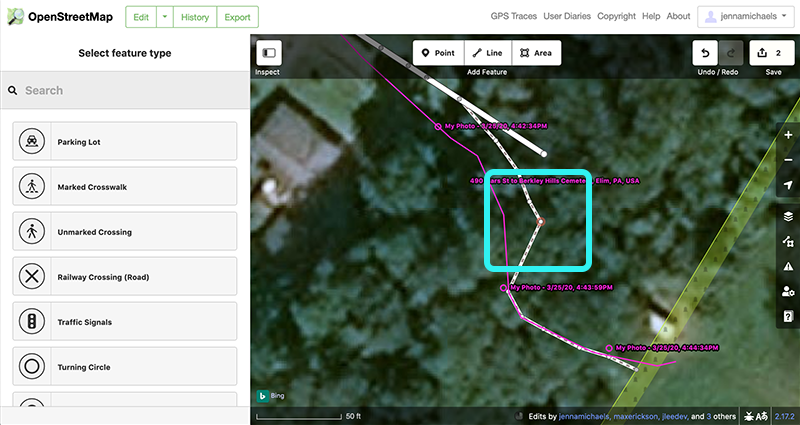 OpenStreetMap
Edit
History
Export
GPS Traces
User Diaries
Copyright
Help
About
jennamichaels
Select feature type
Search
Parking Lot
Marked Crosswalk
Unmarked Crossing
Railway Crossing (Road)
Traffic Signals
Turning Circle
Inspect
Point
Line
Area
Add Feature
Undo / Redo
2
Save
My Photo - 3/25/20, 4:42:34PM
490 ars St to Berkley Hills Cemete, Elim, PA, USA
My Photo - 3/25/20, 4:43:59PM
My Photo - 3/25/20, 4:44:34PM
Bing
50 ft
Edits by jennamichaels, maxerickson, jleedev, and 3 others
2.17.2